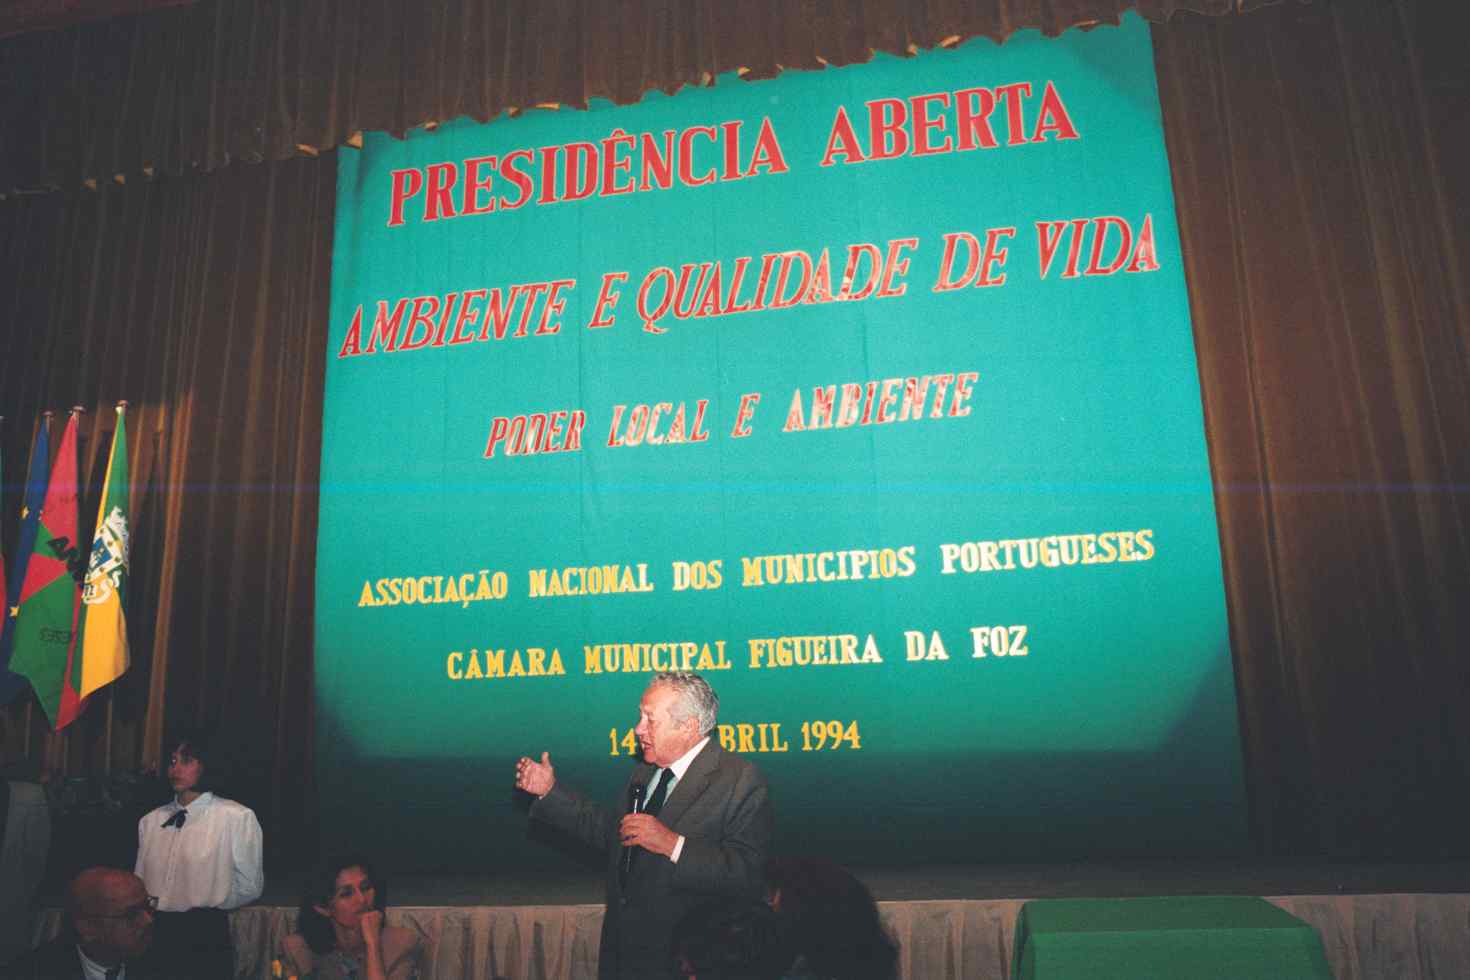 PRESIDÊNCIA ABERTA
AMBIENTE E QUALIDADE DE VIDA
PODER LOCAL E AMBIENTE
ASSOCIAÇÃO NACIONAL DOS MUNICIPIOS PORTUGUESES
CÂMARA MUNICIPAL FIGUEIRA DA FOZ
14 BRIL 1994